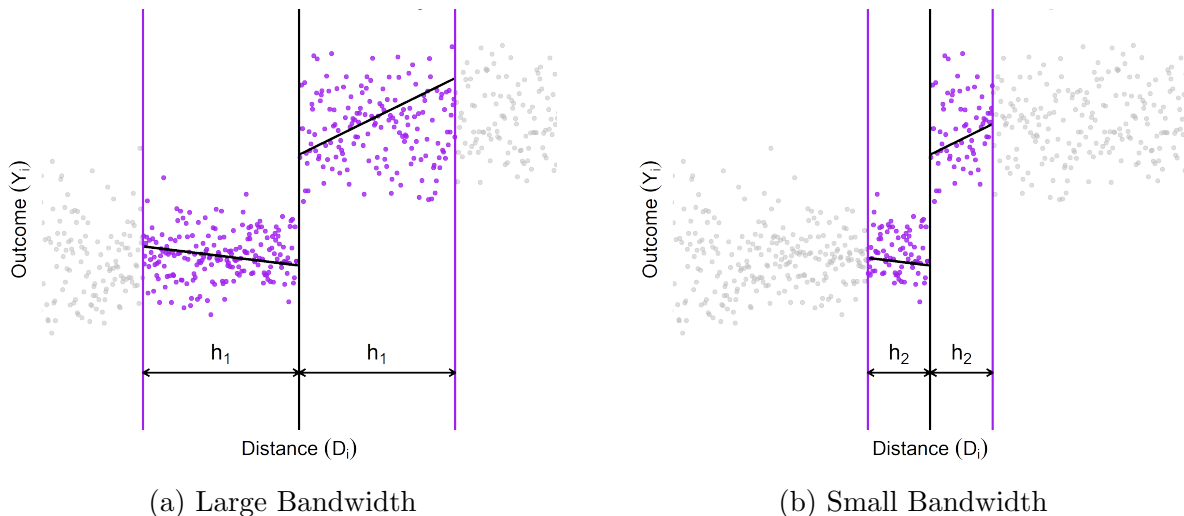 Outcome (Yi)
h1
h1
Distance (Di)
(a) Large Bandwidth
Outcome (Yi)
h2
h2
Distance (Di)
(b) Small Bandwidth